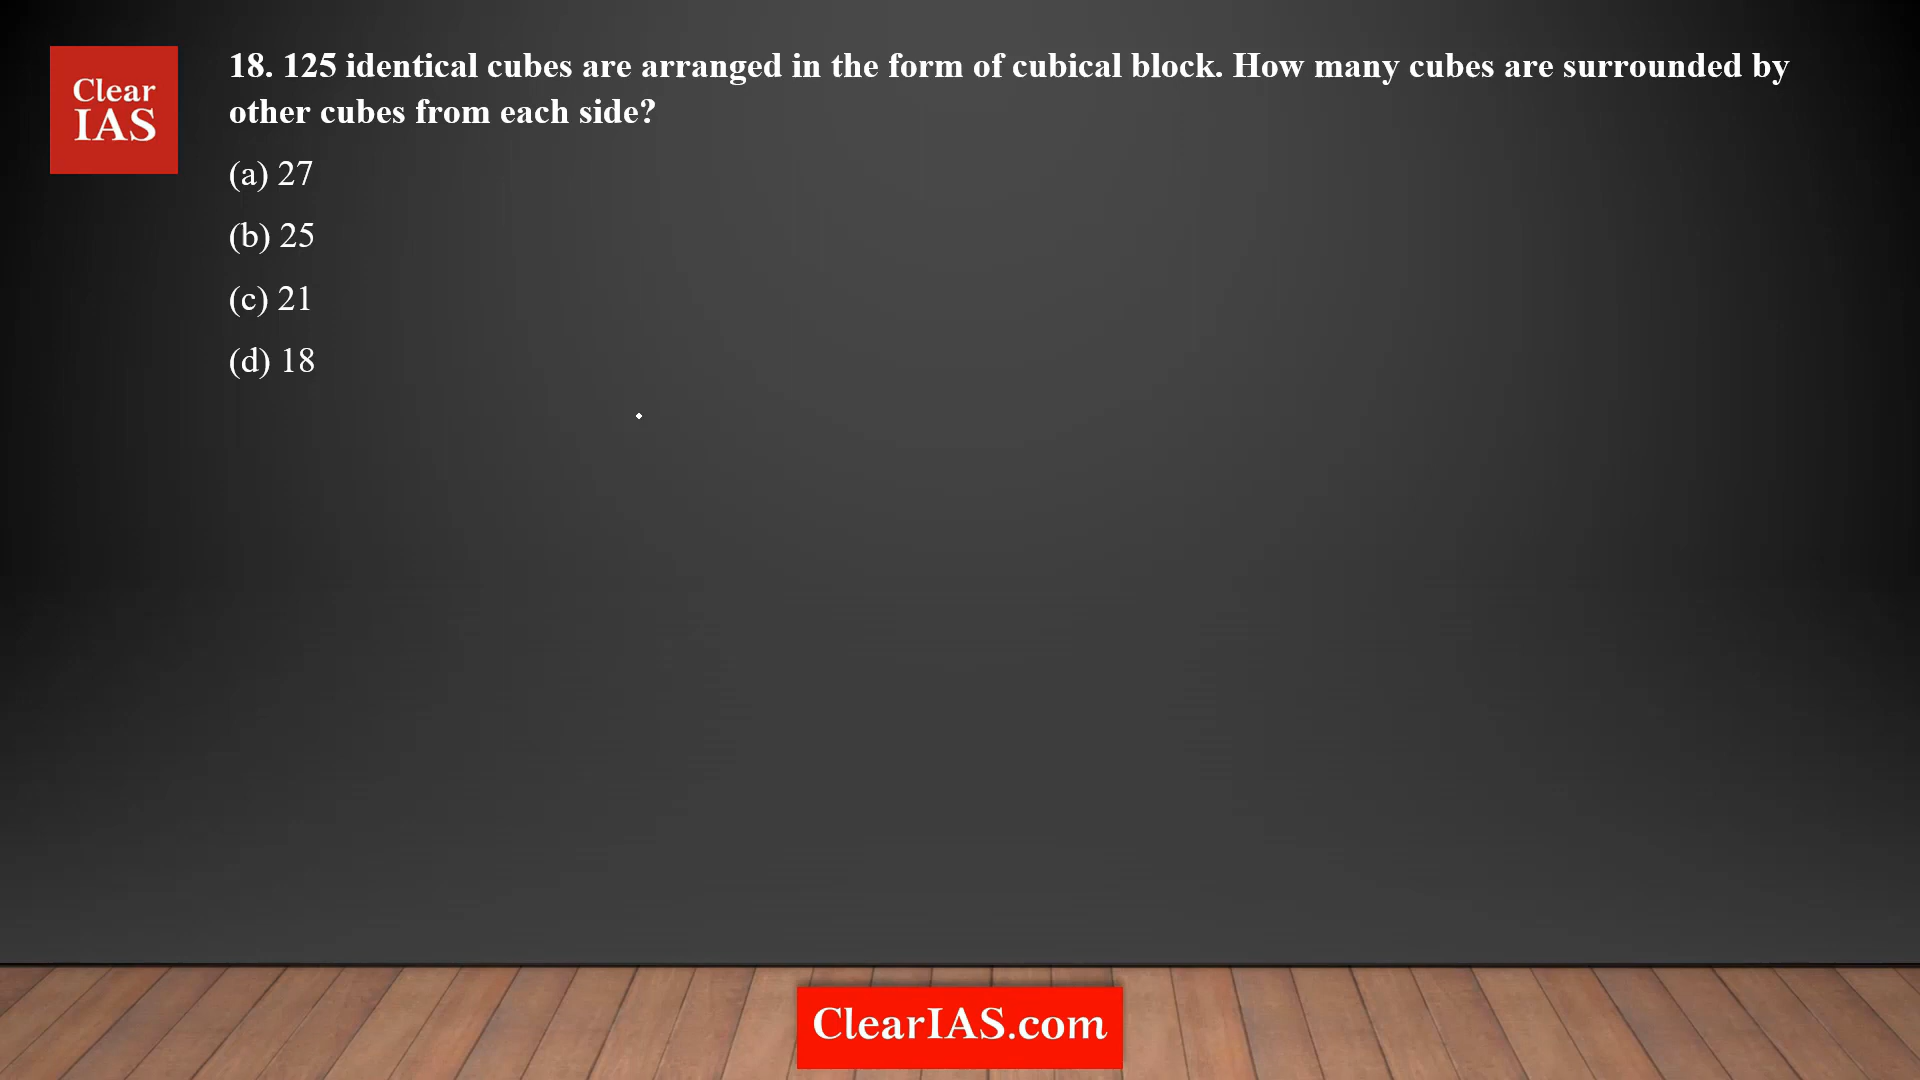 Clear
IAS
18. 125 identical cubes are arranged in the form of cubical block. How many cubes are surrounded by
other cubes from each side?
(a) 27
(b) 25
(c) 21
(d) 18
ClearIAS.com